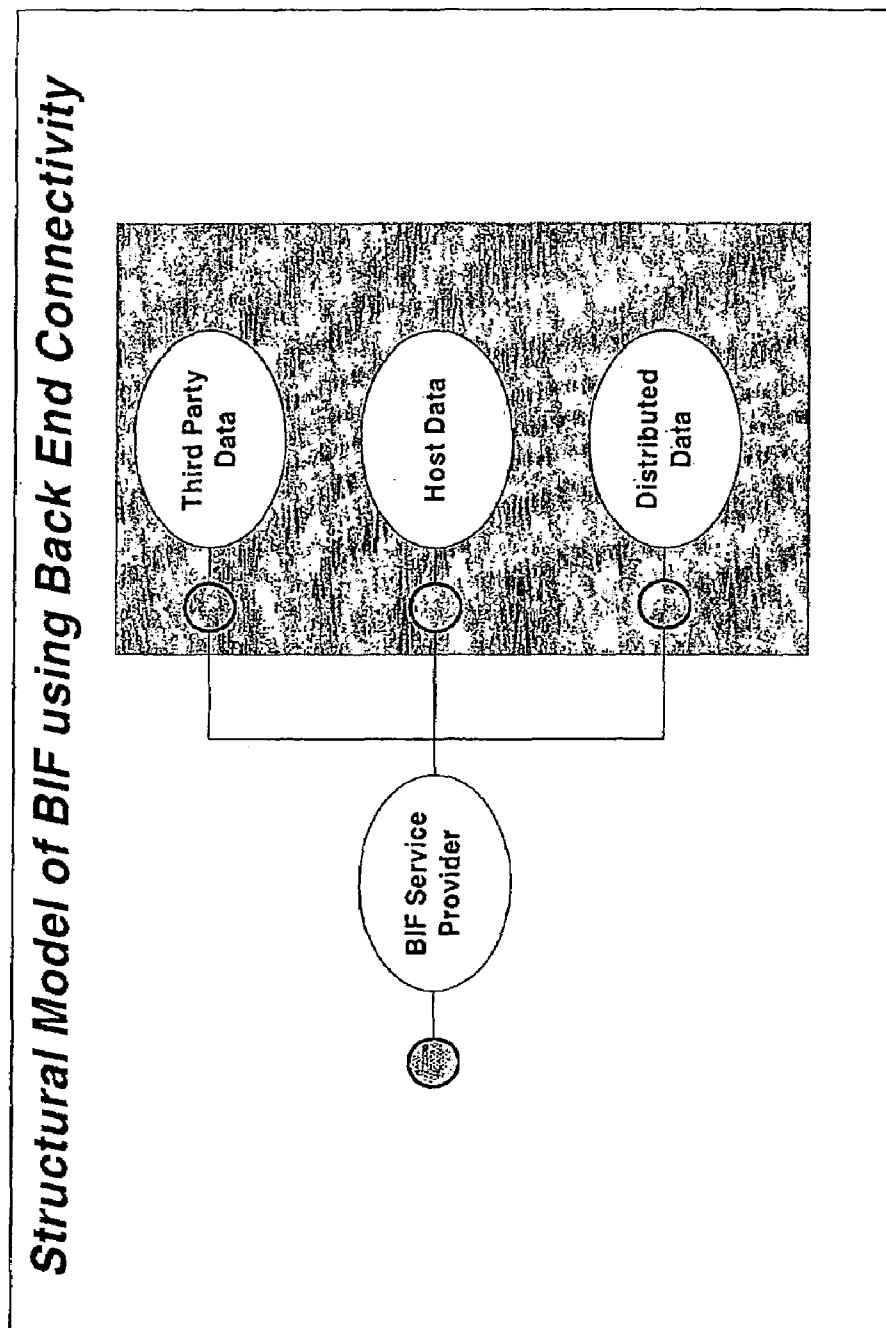 Structural Model of BIF using Back End Connectivity
BIF Service
Provider
Third Party
Data
Host Data
Distributed
Data